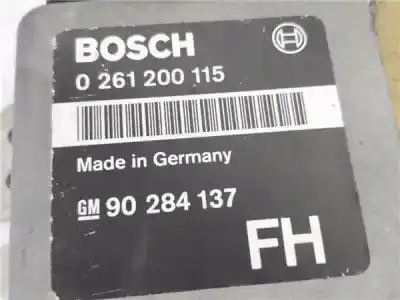 BOSCH
0 261 200 115
Made in Germany
GM 90 284 137
FH